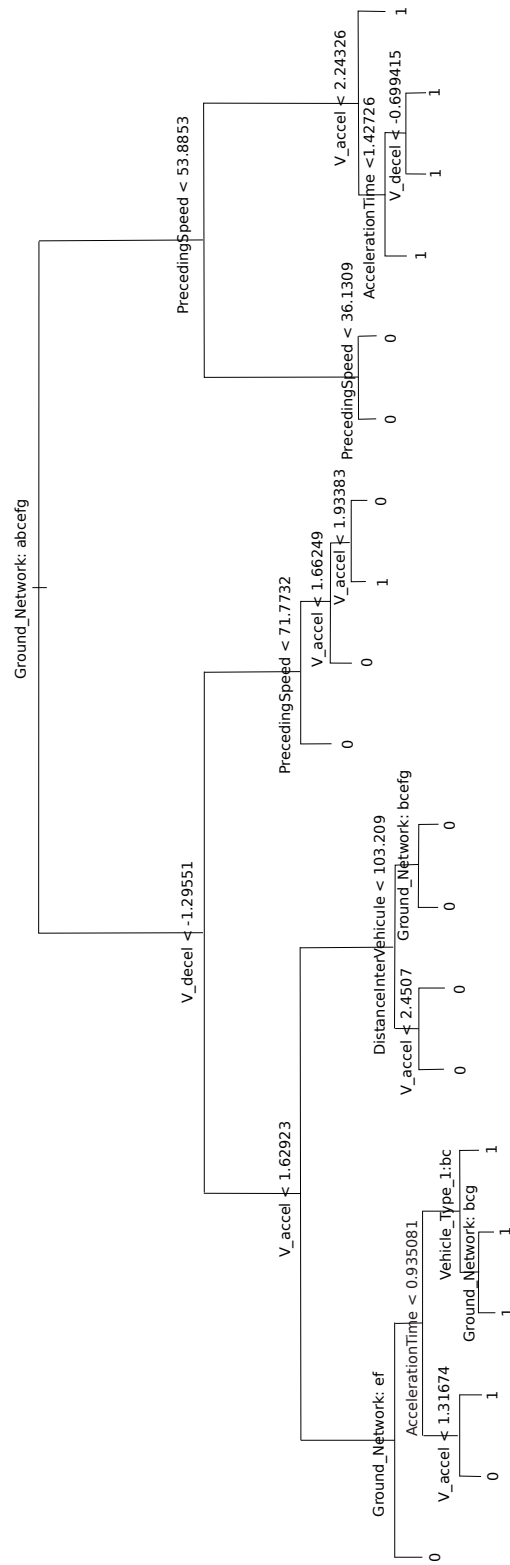 Ground_Network: abcefg
V_decel < -1.29551
PrecedingSpeed < 53.8853
V_accel < 1.62923
PrecedingSpeed < 71.7732
V_accel < 1.66249
V_accel < 1.93383
PrecedingSpeed < 36.1309
V_accel < 2.24326
0
0
AccelerationTime <1.42726
Ground_Network: ef
DistanceInterVehicule < 103.209
1
0
0
0
V_decel < -0.699415
1
AccelerationTime < 0.935081
V_accel < 2.4507
Ground_Network: bcefg
1
1
1
0
V_accel < 1.31674
Vehicle_Type_1:bc
0
0
0
0
Ground_Network: bcg
0
1
1
1
1